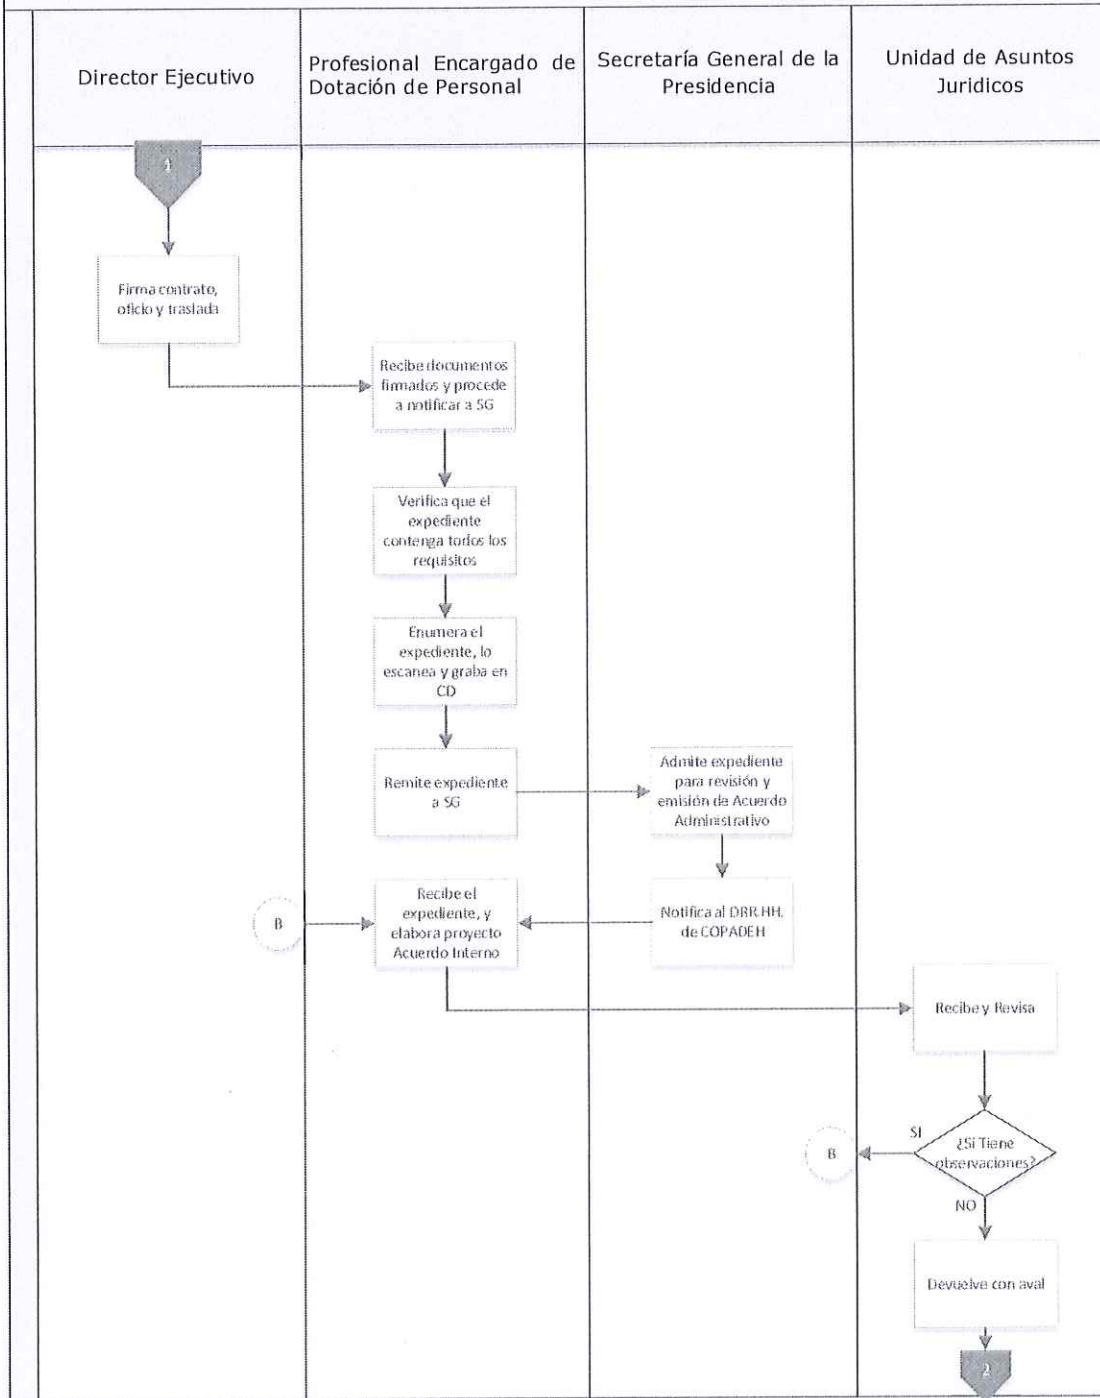 Director Ejecutivo
Profesional Encargado de
Dotación de Personal
Secretaría General de la
Presidencia
Unidad de Asuntos
Juridicos
1
Firma contrato,
oficio y traslada
Recibe documentos
firmados y procede
a notificar a SG
Verifica que el
expediente
contenga todos los
requisitos
Enumera el
expediente, lo
escanea y graba en
CD
Remite expediente
a SG
Admite expediente
para revisión y
emisión de Acuerdo
Administrativo
B
Recibe el
expediente, y
elabora proyecto
Acuerdo Interno
Notifica al DRR.HH.
de COPADEH
Recibe y Revisa
¿Si Tiene
observaciones?
SI
B
NO
Devuelve con aval
2